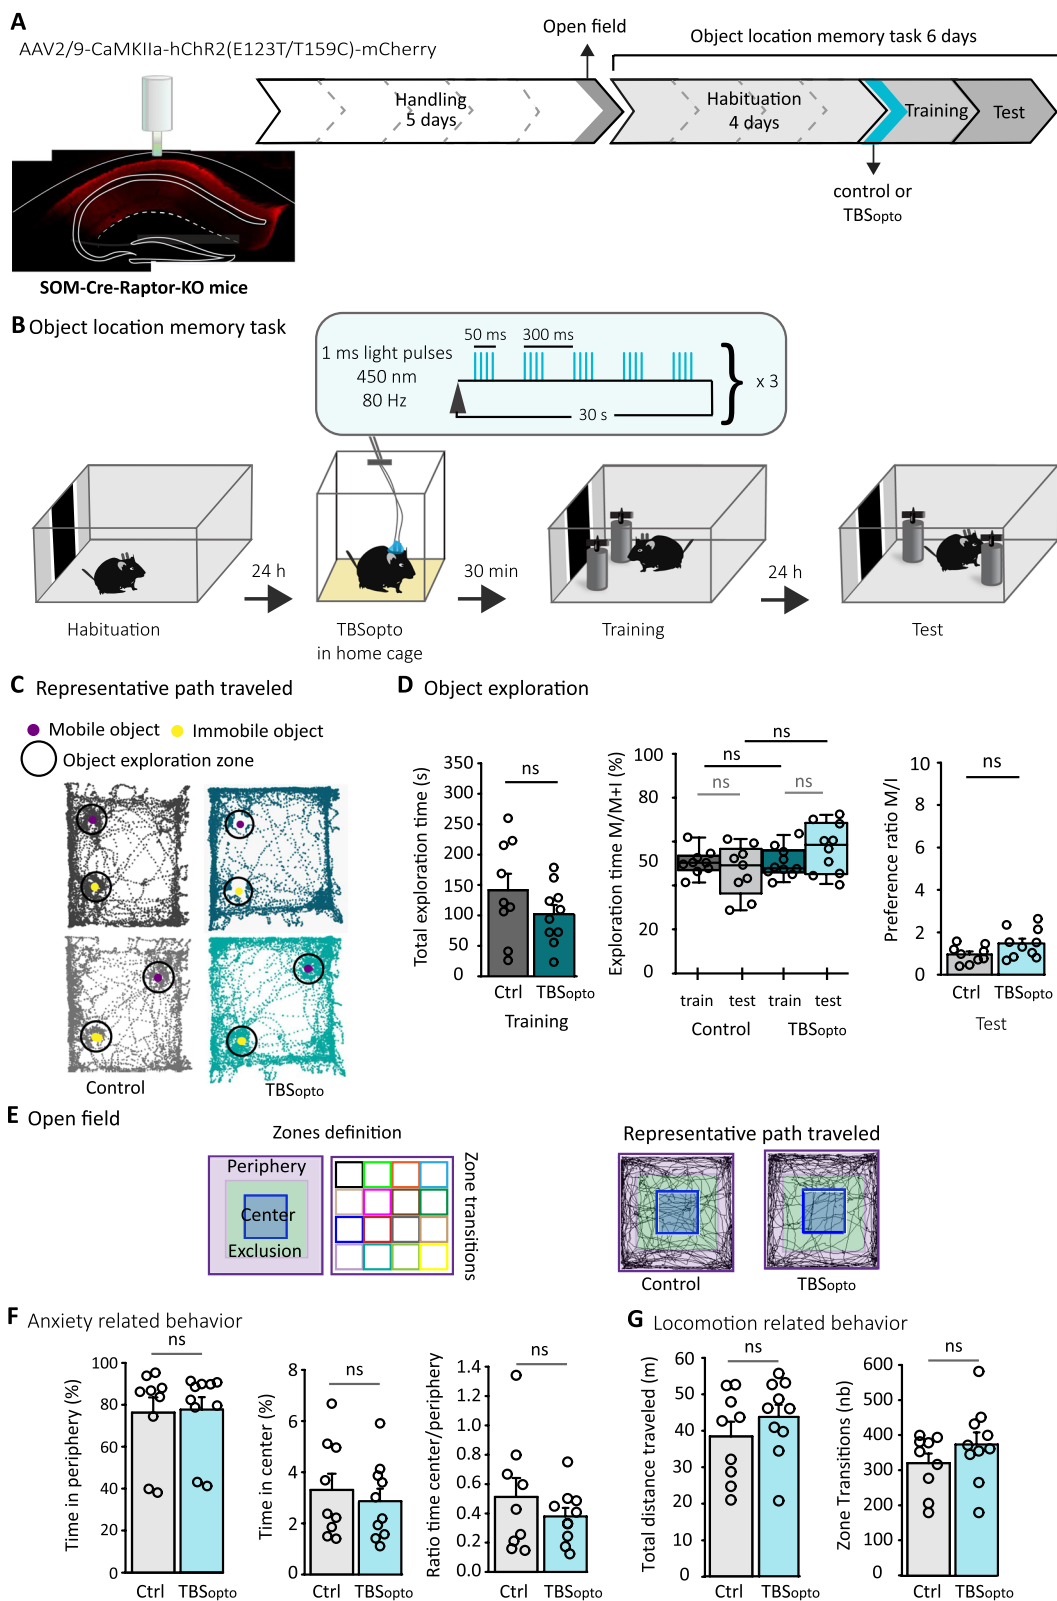 A
AAV2/9-CaMKIIa-hChR2(E123T/T159C)-mCherry
SOM-Cre-Raptor-KO mice
Open field
Object location memory task 6 days
Handling
5 days
Habituation
4 days
Training
Test
control or
TBSopto
B Object location memory task
1 ms light pulses
450 nm
80 Hz
50 ms
300 ms
30 s
x 3
24 h
30 min
24 h
Habituation
TBSopto
in home cage
Training
Test
C Representative path traveled
Mobile object
Immobile object
Object exploration zone
Control
TBSopto
D Object exploration
Total exploration time (s)
350
300
250
200
150
100
50
0
ns
Ctrl
TBSopto
Training
Exploration time M/M+I (%)
100
80
50
20
0
ns
ns
ns
ns
train
test
train
test
Control
TBSopto
Preference ratio M/I
10
8
6
4
2
0
ns
Ctrl
TBSopto
Test
E Open field
Zones definition
Periphery
Center
Exclusion
Zone transitions
Representative path traveled
Control
TBSopto
F Anxiety related behavior
Time in periphery (%)
100
80
60
40
20
0
ns
Ctrl
TBSopto
Time in center (%)
8
6
4
2
0
ns
Ctrl
TBSopto
Ratio time center/periphery
1.4
1.2
1.0
0.8
0.6
0.4
0.2
0.0
ns
Ctrl
TBSopto
G Locomotion related behavior
Total distance traveled (m)
60
50
40
30
20
10
0
ns
Ctrl
TBSopto
Zone Transitions (nb)
600
500
400
300
200
100
0
ns
Ctrl
TBSopto